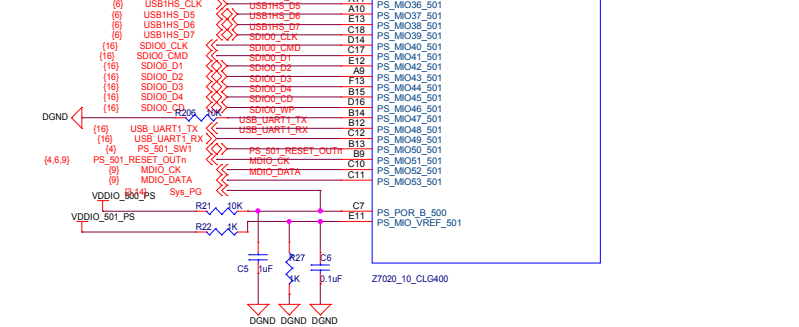 {6} USB1HS_CLK PS_MIO36_501
{6} USB1HS_D5 USB1HS_D5 A10 PS_MIO37_501
{6} USB1HS_D6 USB1HS_D6 E13 PS_MIO38_501
{6} USB1HS_D7 USB1HS_D7 C18 PS_MIO39_501
{16} SDIO0_CLK SDIO0_CLK D14 PS_MIO40_501
{16} SDIO0_CMD SDIO0_CMD C17 PS_MIO41_501
{16} SDIO0_D1 SDIO0_D1 E12 PS_MIO42_501
{16} SDIO0_D2 SDIO0_D2 A9 PS_MIO43_501
{16} SDIO0_D3 SDIO0_D3 F13 PS_MIO44_501
{16} SDIO0_D4 SDIO0_D4 B15 PS_MIO45_501
{16} SDIO0_CD SDIO0_CD D16 PS_MIO46_501
DGND R206 10K SDIO0_WP B14 PS_MIO47_501
{16} USB_UART1_TX USB_UART1_TX B12 PS_MIO48_501
{16} USB_UART1_RX USB_UART1_RX C12 PS_MIO49_501
{4} PS_501_SW1 B13 PS_MIO50_501
{4,6,9} PS_501_RESET_OUTn PS_501_RESET_OUTn B9 PS_MIO51_501
{9} MDIO_CK MDIO_CK C10 PS_MIO52_501
{9} MDIO_DATA MDIO_DATA C11 PS_MIO53_501
Sys_PG
VDDIO_500_PS
R21 10K C7 PS_POR_B_500
VDDIO_501_PS
R22 1K E11 PS_MIO_VREF_501
C5 1uF R27 1K C6 0.1uF
Z7020_10_CLG400
DGND DGND DGND